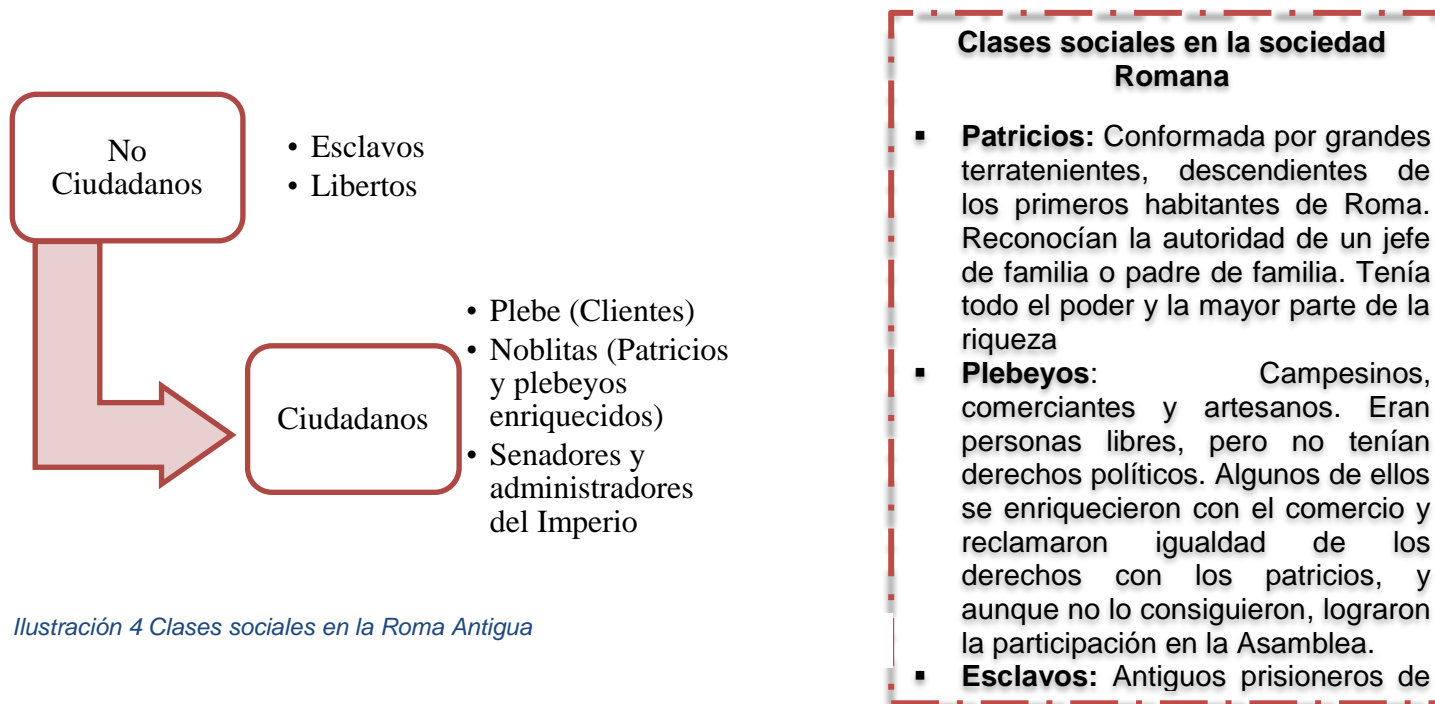 No
Ciudadanos
• Esclavos
• Libertos
Ciudadanos
• Plebe (Clientes)
• Noblitas (Patricios
y plebeyos
enriquecidos)
• Senadores y
administradores
del Imperio
Ilustración 4 Clases sociales en la Roma Antigua
Clases sociales en la sociedad
Romana
▪ Patricios: Conformada por grandes
terratenientes, descendientes de
los primeros habitantes de Roma.
Reconocían la autoridad de un jefe
de familia o padre de familia. Tenía
todo el poder y la mayor parte de la
riqueza
▪ Plebeyos: Campesinos,
comerciantes y artesanos. Eran
personas libres, pero no tenían
derechos políticos. Algunos de ellos
se enriquecieron con el comercio y
reclamaron igualdad de los
derechos con los patricios, y
aunque no lo consiguieron, lograron
la participación en la Asamblea.
▪ Esclavos: Antiguos prisioneros de